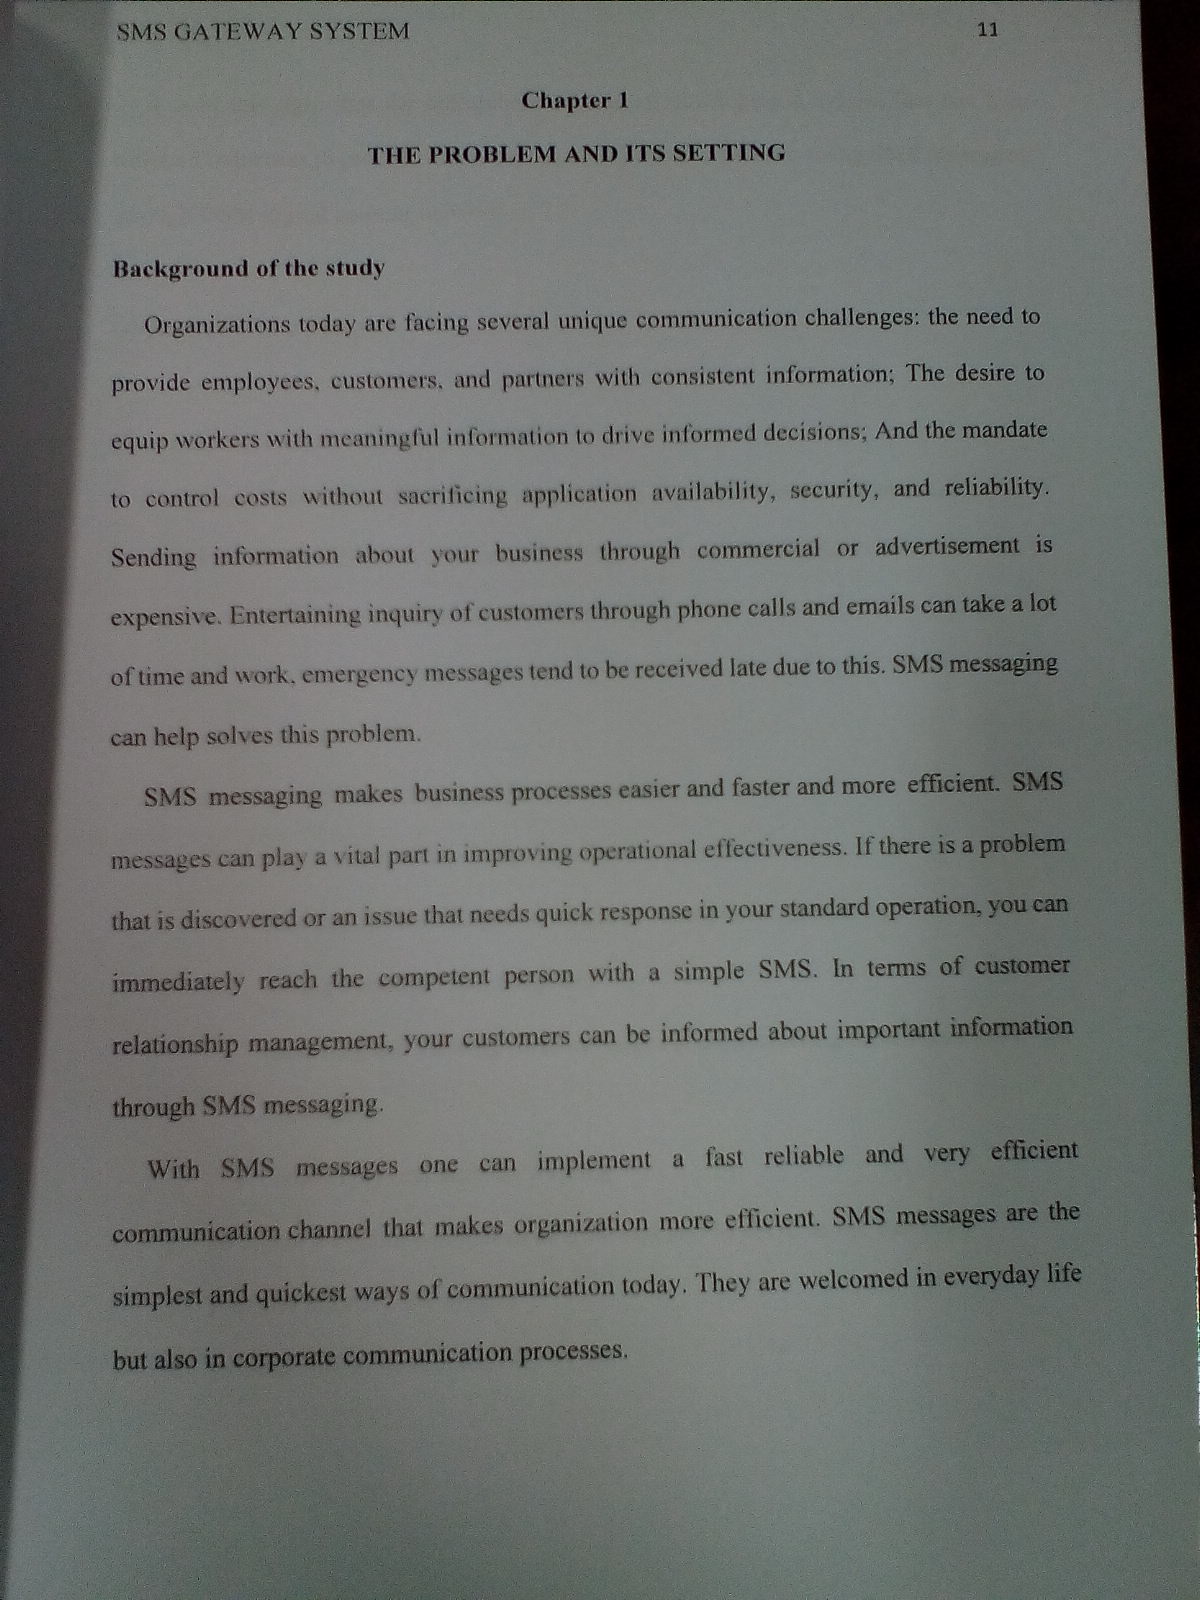 SMS GATEWAY SYSTEM 11
Chapter 1
THE PROBLEM AND ITS SETTING
Background of the study
Organizations today are facing several unique communication challenges: the need to
provide employees, customers, and partners with consistent information; The desire to
equip workers with meaningful information to drive informed decisions; And the mandate
to control costs without sacrificing application availability, security, and reliability.
Sending information about your business through commercial or advertisement is
expensive. Entertaining inquiry of customers through phone calls and emails can take a lot
of time and work, emergency messages tend to be received late due to this. SMS messaging
can help solves this problem.
SMS messaging makes business processes easier and faster and more efficient. SMS
messages can play a vital part in improving operational effectiveness. If there is a problem
that is discovered or an issue that needs quick response in your standard operation, you can
immediately reach the competent person with a simple SMS. In terms of customer
relationship management, your customers can be informed about important information
through SMS messaging.
With SMS messages one can implement a fast reliable and very efficient
communication channel that makes organization more efficient. SMS messages are the
simplest and quickest ways of communication today. They are welcomed in everyday life
but also in corporate communication processes.